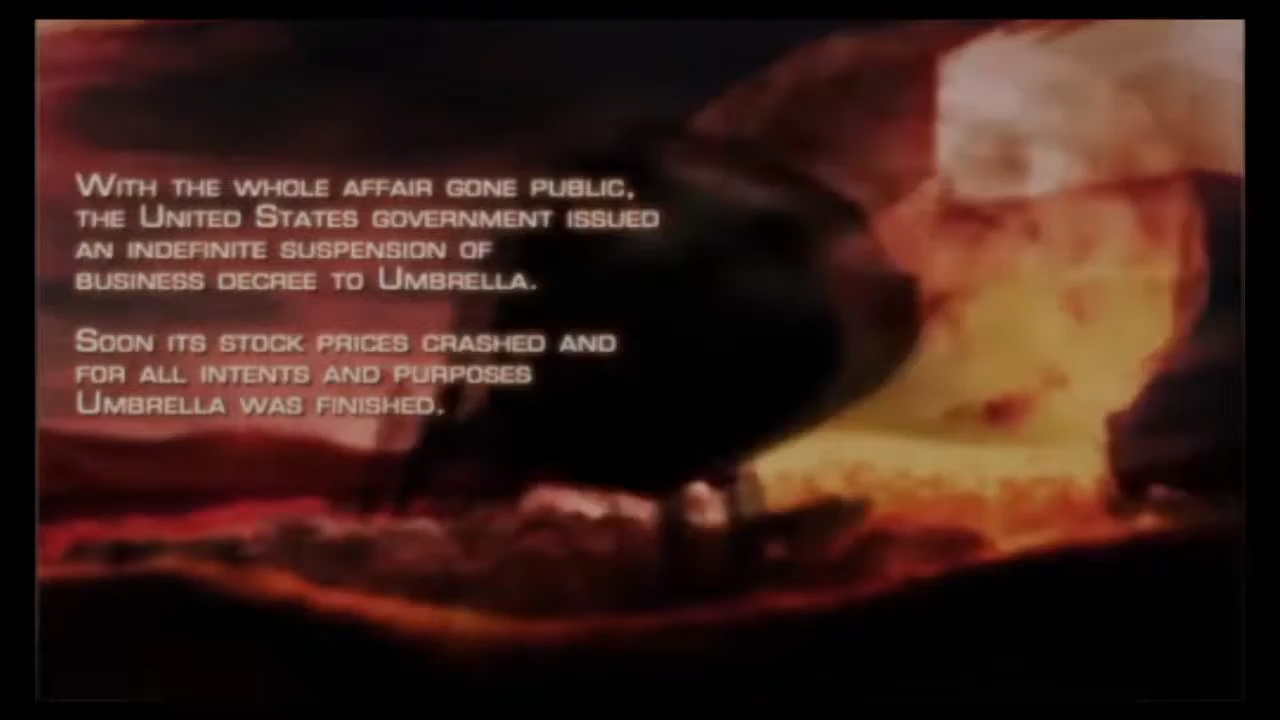 With the whole affair gone public,
the United States government issued
an indefinite suspension of
business decree to Umbrella.
Soon its stock prices crashed and
for all intents and purposes
Umbrella was finished.